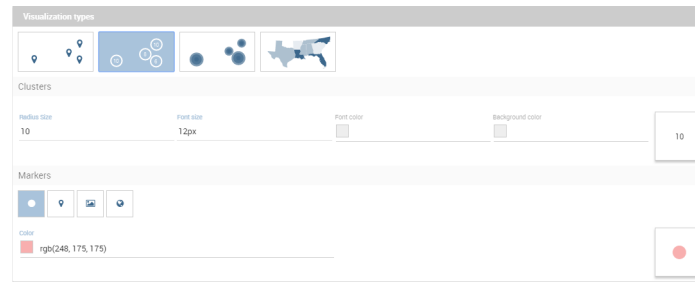 Visualization types
Clusters
Radius Size
Font size
Font color
Background color
10
12px
10
Markers
Color
rgb(248, 175, 175)